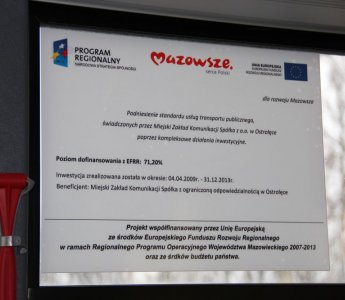 PROGRAM
REGIONALNY
NARODOWA STRATEGIA SPÓJNOŚCI
mazowsze.
serce Polski
UNIA EUROPEJSKA
EUROPEJSKI FUNDUSZ
ROZWOJU REGIONALNEGO
dla rozwoju Mazowsza
Podniesienie standardu usług transportu publicznego,
świadczonych przez Miejski Zakład Komunikacji Spółka z o.o. w Ostrołęce
poprzez kompleksowe działania inwestycyjne.
Poziom dofinansowania z EFRR: 71,20%
Inwestycja zrealizowana została w okresie: 04.04.2009r. - 31.12.2013r.
Beneficjent: Miejski Zakład Komunikacji Spółka z ograniczoną odpowiedzialnością w Ostrołęce
Projekt współfinansowany przez Unię Europejską
ze środków Europejskiego Funduszu Rozwoju Regionalnego
w ramach Regionalnego Programu Operacyjnego Województwa Mazowieckiego 2007-2013
oraz ze śrdków budżetu państwa.